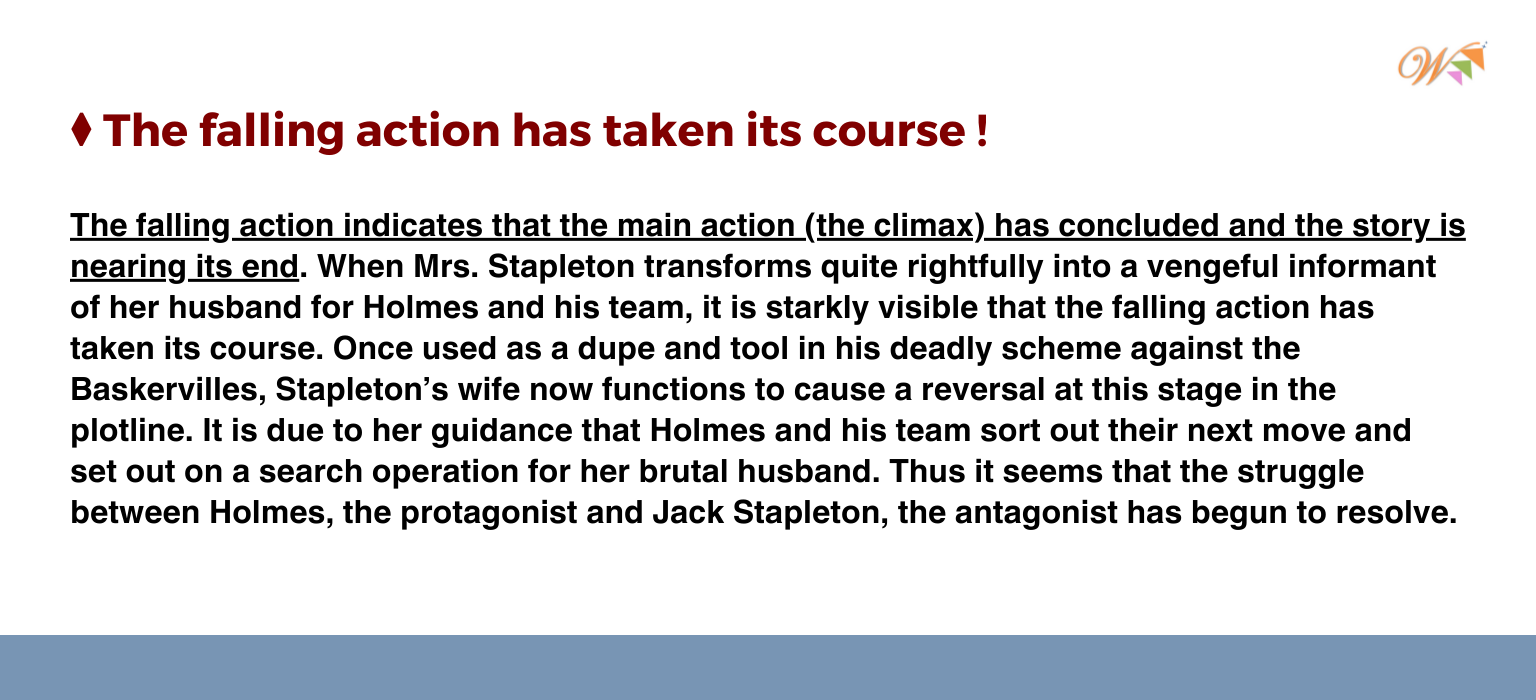 W
♦ The falling action has taken its course !
The falling action indicates that the main action (the climax) has concluded and the story is
nearing its end. When Mrs. Stapleton transforms quite rightfully into a vengeful informant
of her husband for Holmes and his team, it is starkly visible that the falling action has
taken its course. Once used as a dupe and tool in his deadly scheme against the
Baskervilles, Stapleton’s wife now functions to cause a reversal at this stage in the
plotline. It is due to her guidance that Holmes and his team sort out their next move and
set out on a search operation for her brutal husband. Thus it seems that the struggle
between Holmes, the protagonist and Jack Stapleton, the antagonist has begun to resolve.